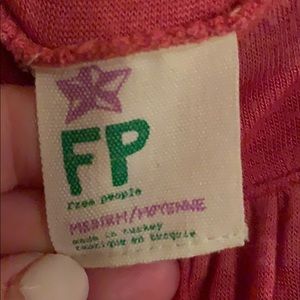 FP
free people
MEDIUM/MOYENNE
made in turkey
fabriqué en turquie